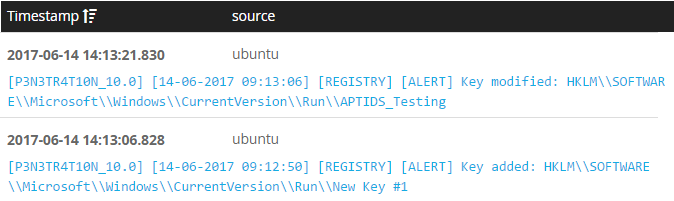 Timestamp source
2017-06-14 14:13:21.830 ubuntu
[P3N3TR4T10N_10.0] [14-06-2017 09:13:06] [REGISTRY] [ALERT] Key modified: HKLM\\SOFTWAR
E\\Microsoft\\Windows\\CurrentVersion\\Run\\APTIDS_Testing
2017-06-14 14:13:06.828 ubuntu
[P3N3TR4T10N_10.0] [14-06-2017 09:12:50] [REGISTRY] [ALERT] Key added: HKLM\\SOFTWARE
\\Microsoft\\Windows\\CurrentVersion\\Run\\New Key #1